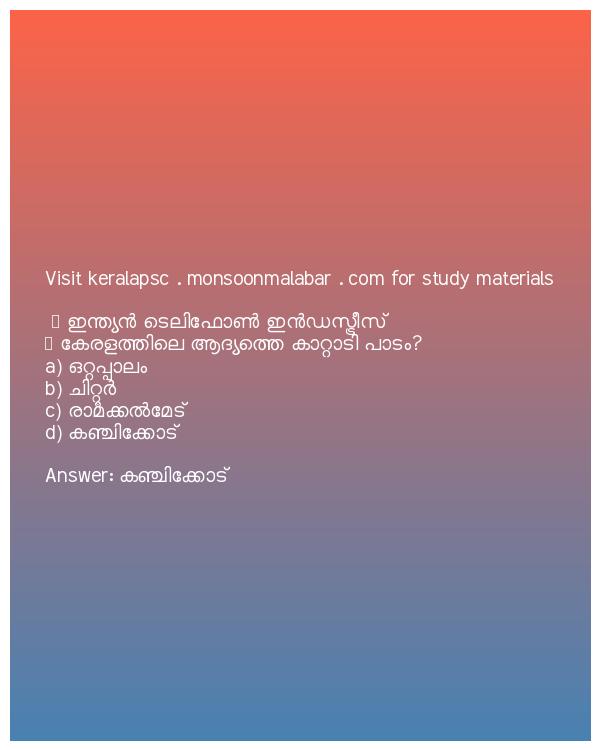 Visit keralapsc . monsoonmalabar . com for study materials
ഇന്ത്യൻ ടെലിഫോൺ ഇൻഡസ്ട്രീസ്
കേരളത്തിലെ ആദ്യത്തെ കാറ്റാടി പാടം?
a) ഒറ്റപ്പാലം
b) ചിറ്റൂർ
c) രാമക്കൽമേട്
d) കഞ്ചിക്കോട്
Answer: കഞ്ചിക്കോട്